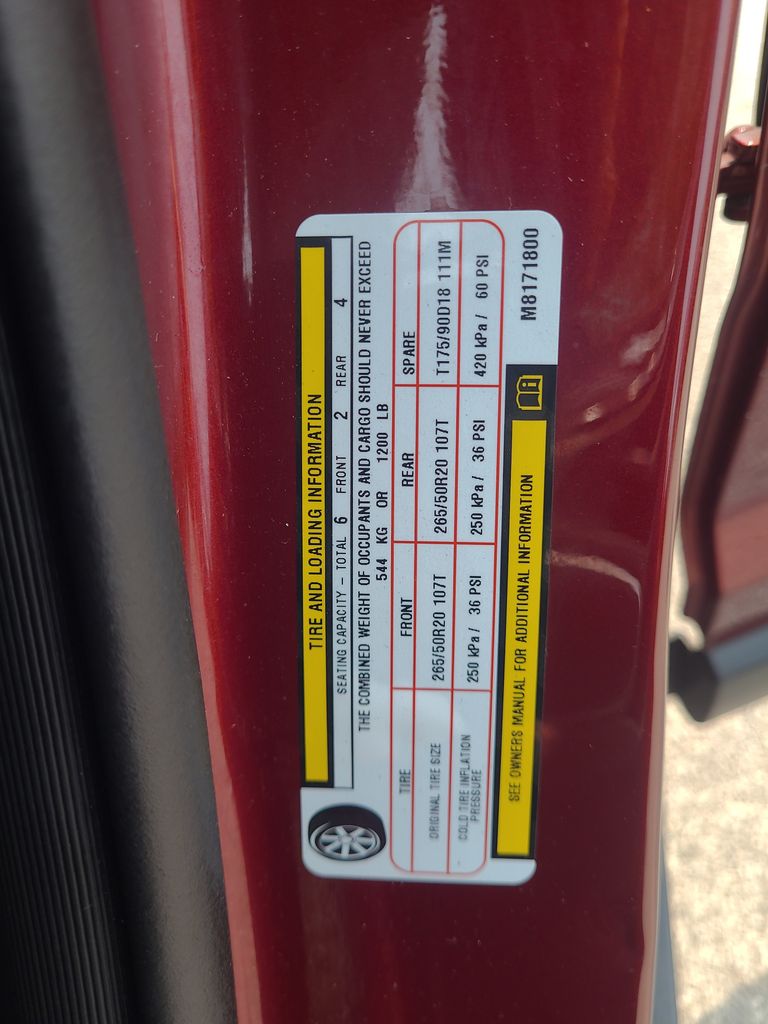 TIRE AND LOADING INFORMATION
SEATING CAPACITY – TOTAL 6 FRONT 2 REAR 4
THE COMBINED WEIGHT OF OCCUPANTS AND CARGO SHOULD NEVER EXCEED
544 KG OR 1200 LB
TIRE FRONT REAR SPARE
ORIGINAL TIRE SIZE 265/50R20 107T 265/50R20 107T T175/90D18 111M
COLD TIRE INFLATION
PRESSURE 250 kPa / 36 PSI 250 kPa / 36 PSI 420 kPa / 60 PSI
SEE OWNERS MANUAL FOR ADDITIONAL INFORMATION
M8171800